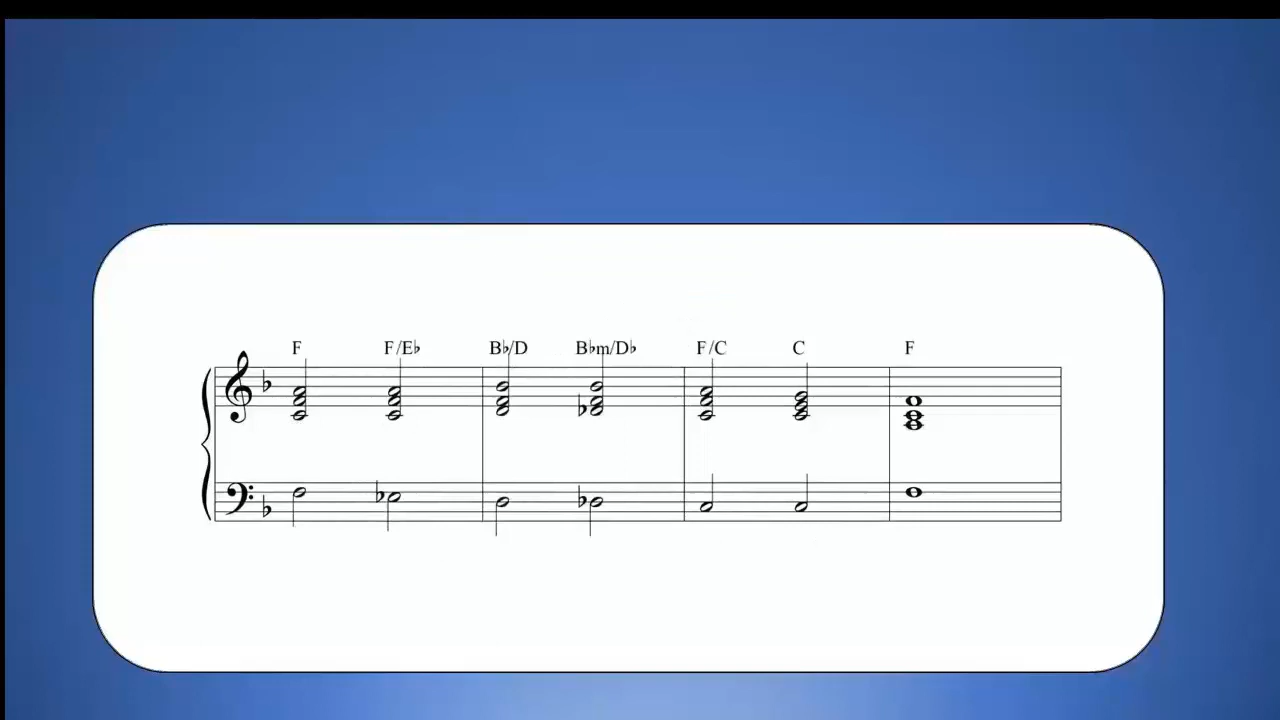 F F/E♭ B♭/D B♭m/D♭ F/C C F